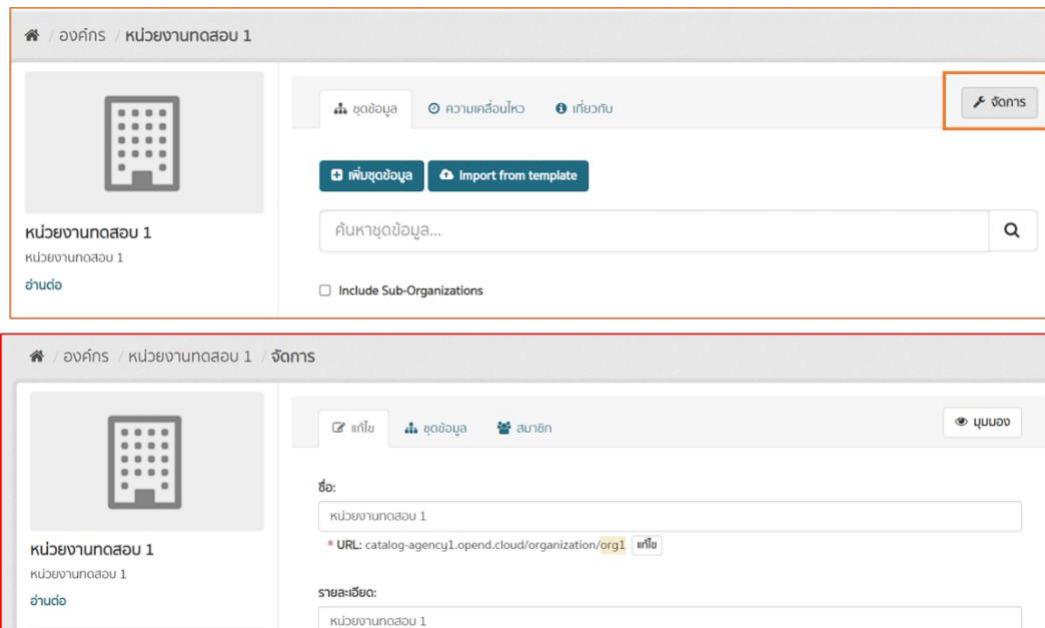 / องค์กร / หน่วยงานทดสอบ 1
ชุดข้อมูล ความเคลื่อนไหว เกี่ยวกับ จัดการ
เพิ่มชุดข้อมูล Import from template
ค้นหาชุดข้อมูล...
หน่วยงานทดสอบ 1
หน่วยงานทดสอบ 1
อ่านต่อ
Include Sub-Organizations
/ องค์กร / หน่วยงานทดสอบ 1 / จัดการ
แก้ไข ชุดข้อมูล สมาชิก มุมมอง
ชื่อ:
หน่วยงานทดสอบ 1
* URL: catalog-agency1.opend.cloud/organization/org1 แก้ไข
หน่วยงานทดสอบ 1
หน่วยงานทดสอบ 1
อ่านต่อ
รายละเอียด:
หน่วยงานทดสอบ 1